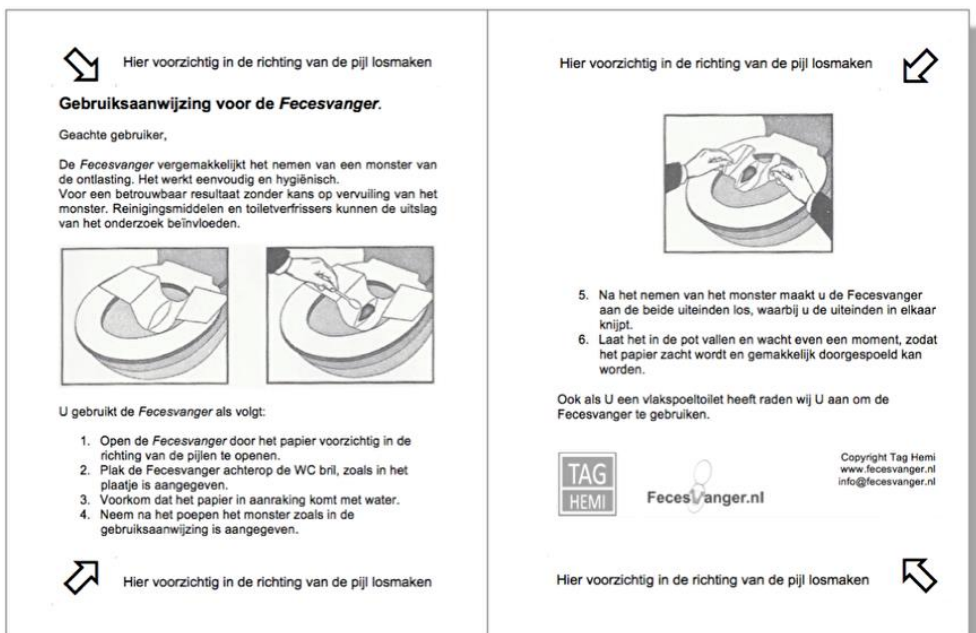 Hier voorzichtig in de richting van de pijl losmaken
Gebruiksaanwijzing voor de Fecesvanger.
Geachte gebruiker,
De Fecesvanger vergemakkelijkt het nemen van een monster van
de ontlasting. Het werkt eenvoudig en hygiënisch.
Voor een betrouwbaar resultaat zonder kans op vervuiling van het
monster. Reinigingsmiddelen en toiletverfrissers kunnen de uitslag
van het onderzoek beïnvloeden.
U gebruikt de Fecesvanger als volgt:
1. Open de Fecesvanger door het papier voorzichtig in de
richting van de pijlen te openen.
2. Plak de Fecesvanger achterop de WC bril, zoals in het
plaatje is aangegeven.
3. Voorkom dat het papier in aanraking komt met water.
4. Neem na het poepen het monster zoals in de
gebruiksaanwijzing is aangegeven.
Hier voorzichtig in de richting van de pijl losmaken
Hier voorzichtig in de richting van de pijl losmaken
5. Na het nemen van het monster maakt u de Fecesvanger
aan de beide uiteinden los, waarbij u de uiteinden in elkaar
knijpt.
6. Laat het in de pot vallen en wacht even een moment, zodat
het papier zacht wordt en gemakkelijk doorgespoeld kan
worden.
Ook als U een vlakspoeltoilet heeft raden wij U aan om de
Fecesvanger te gebruiken.
TAG
HEMI
FecesVanger.nl
Copyright Tag Hemi
www.fecesvanger.nl
info@fecesvanger.nl
Hier voorzichtig in de richting van de pijl losmaken